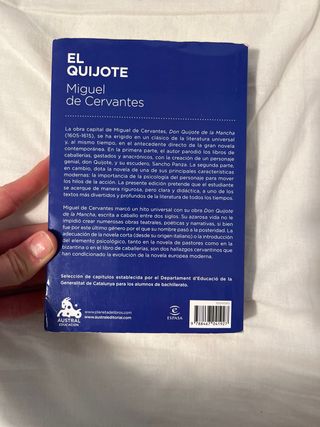 EL
QUIJOTE
Miguel
de Cervantes
La obra capital de Miguel de Cervantes, Don Quijote de la Mancha
(1605-1615), se ha erigido en un clásico de la literatura universal
y, al mismo tiempo, en el antecedente directo de la gran novela
contemporánea. En la primera parte, el autor parodió los libros de
caballerías, gastados y anacrónicos, con la creación de un personaje
genial, don Quijote, y su escudero, Sancho Panza. La segunda parte,
en cambio, dota la novela de una de sus principales características
modernas: la importancia de la psicología del personaje para mover
los hilos de la acción. La presente edición pretende que el estudiante
se acerque de manera rigurosa, pero clara y didáctica, a uno de los
textos más divertidos y profundos de la literatura de todos los tiempos.
Miguel de Cervantes marcó un hito universal con su obra Don Quijote
de la Mancha, escrita a caballo entre dos siglos. Su azarosa vida no le
impidió crear numerosas obras teatrales, poéticas y narrativas, si bien
fue por este último género por el que su nombre pasó a la posteridad. La
adecuación de la novela corta (desde su origen italiano) o la introducción
del elemento psicológico, tanto en la novela de pastores como en la
bizantina o en el libro de caballerías, son dos hallazgos cervantinos que
han condicionado la evolución de la novela europea moderna.
Selección de capítulos establecida por el Departament d'Educació de la
Generalitat de Catalunya para los alumnos de bachillerato.
AUSTRAL
EDUCACIÓN
www.planetadelibros.com
www.australeditorial.com
ESPASA
9 788467 041927